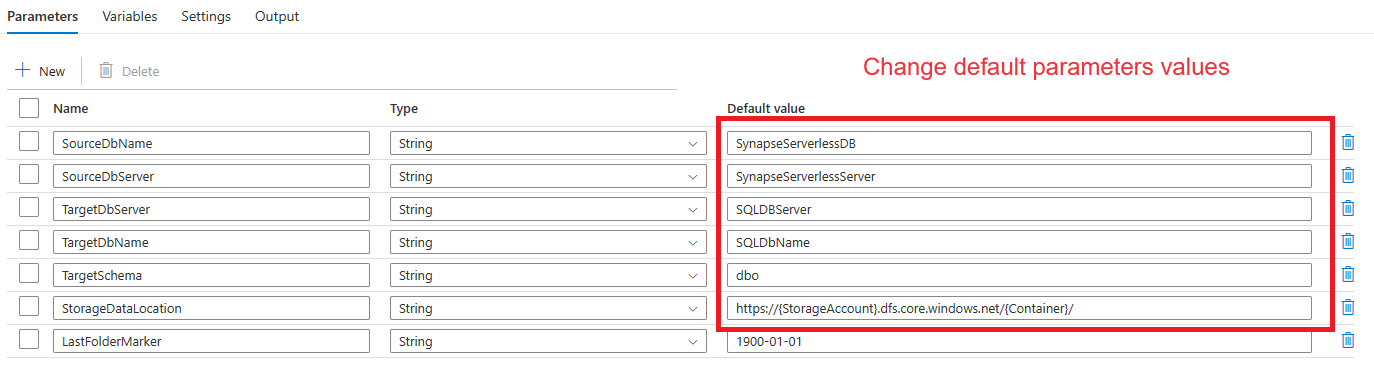 Parameters Variables Settings Output
New Delete
Change default parameters values
Name Type Default value
SourceDbName String SynapseServerlessDB
SourceDbServer String SynapseServerlessServer
TargetDbServer String SQLDBServer
TargetDbName String SQLDbName
TargetSchema String dbo
StorageDataLocation String https://{StorageAccount}.dfs.core.windows.net/{Container}/
LastFolderMarker String 1900-01-01